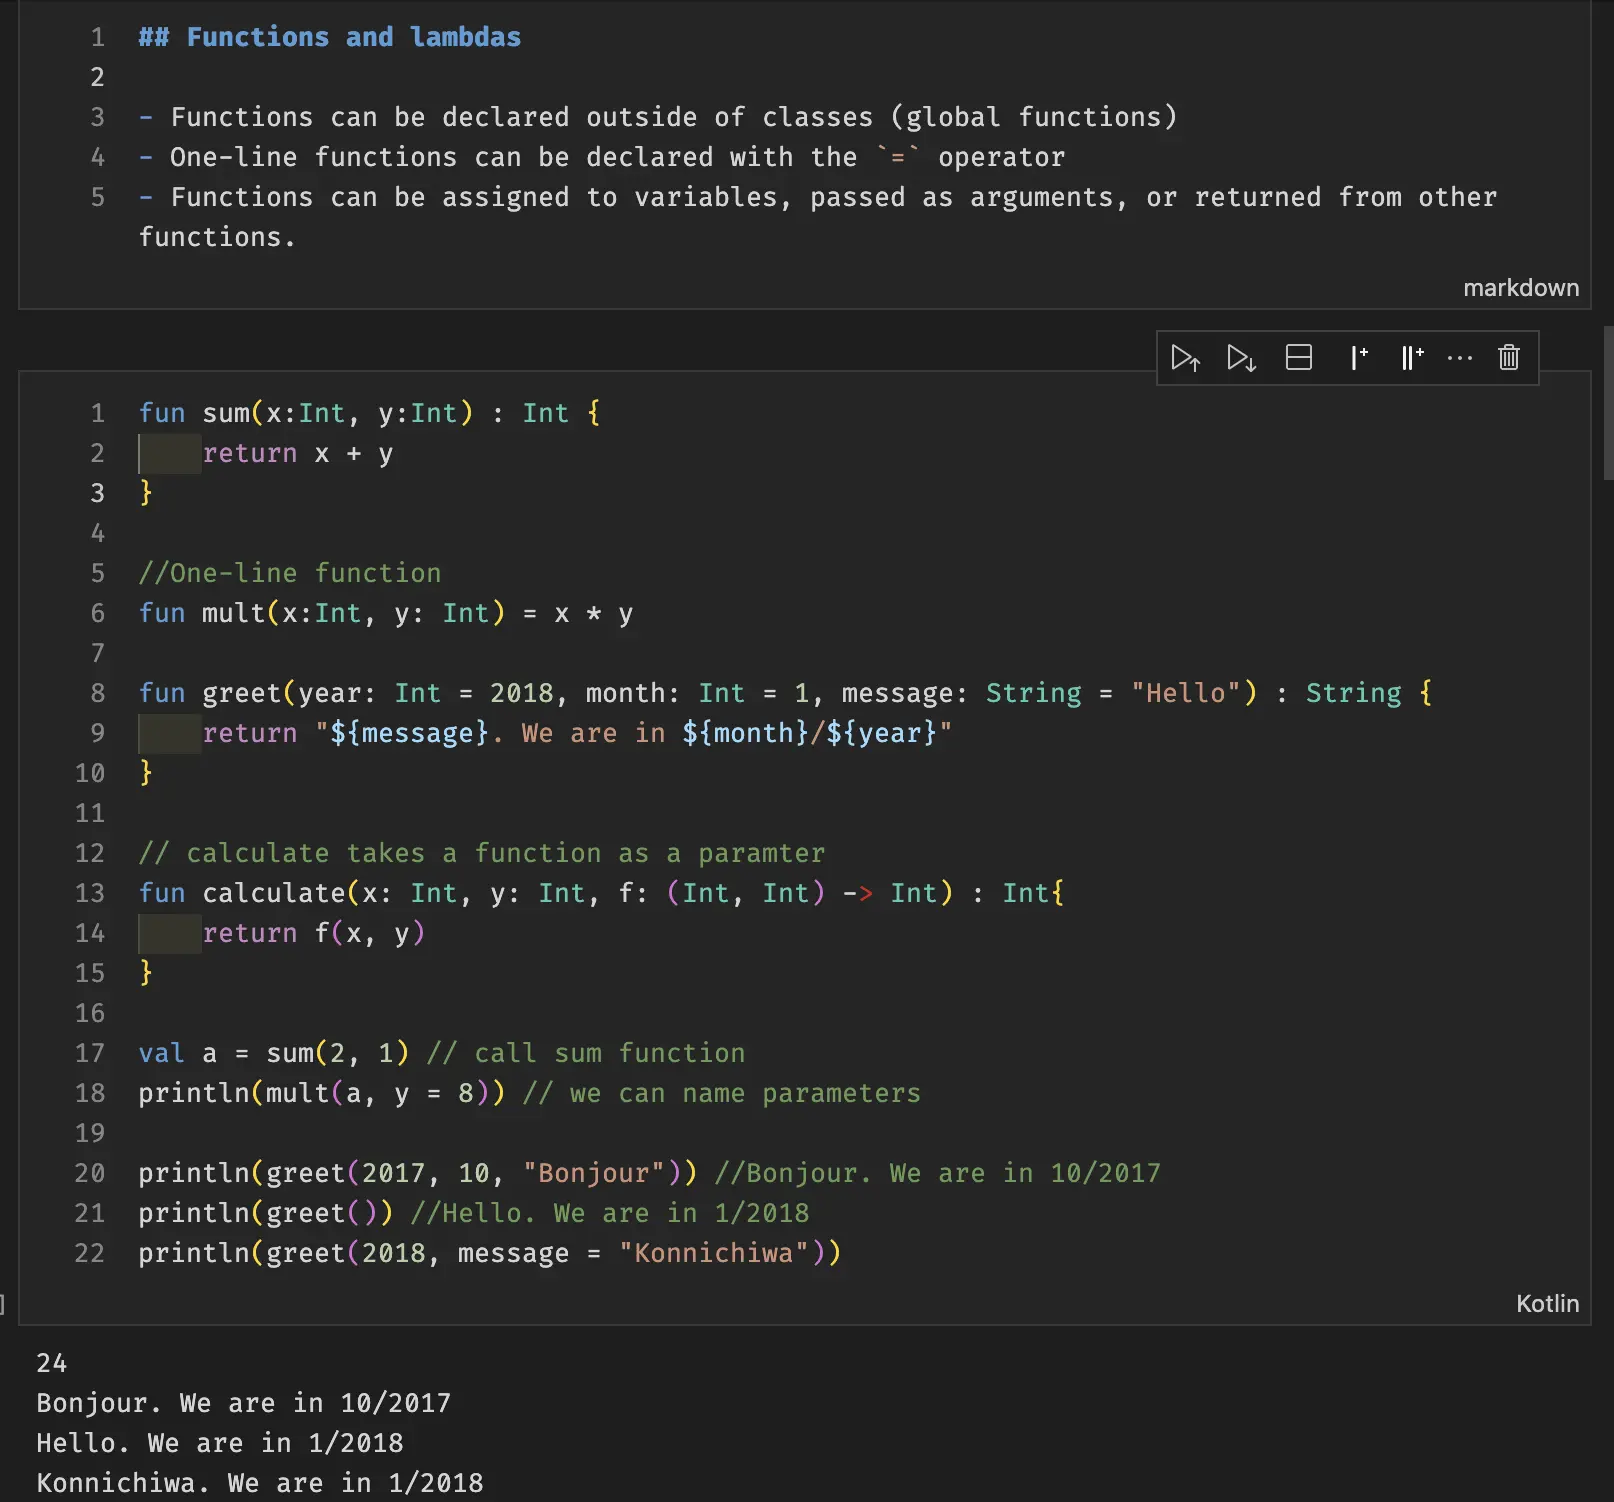 1 ## Functions and lambdas
2
3 - Functions can be declared outside of classes (global functions)
4 - One-line functions can be declared with the `=` operator
5 - Functions can be assigned to variables, passed as arguments, or returned from other
functions.
markdown
1 fun sum(x:Int, y:Int) : Int {
2     return x + y
3 }
4
5 //One-line function
6 fun mult(x:Int, y: Int) = x * y
7
8 fun greet(year: Int = 2018, month: Int = 1, message: String = "Hello") : String {
9     return "${message}. We are in ${month}/${year}"
10 }
11
12 // calculate takes a function as a paramter
13 fun calculate(x: Int, y: Int, f: (Int, Int) -> Int) : Int{
14     return f(x, y)
15 }
16
17 val a = sum(2, 1) // call sum function
18 println(mult(a, y = 8)) // we can name parameters
19
20 println(greet(2017, 10, "Bonjour")) //Bonjour. We are in 10/2017
21 println(greet()) //Hello. We are in 1/2018
22 println(greet(2018, message = "Konnichiwa"))
]
Kotlin
24
Bonjour. We are in 10/2017
Hello. We are in 1/2018
Konnichiwa. We are in 1/2018